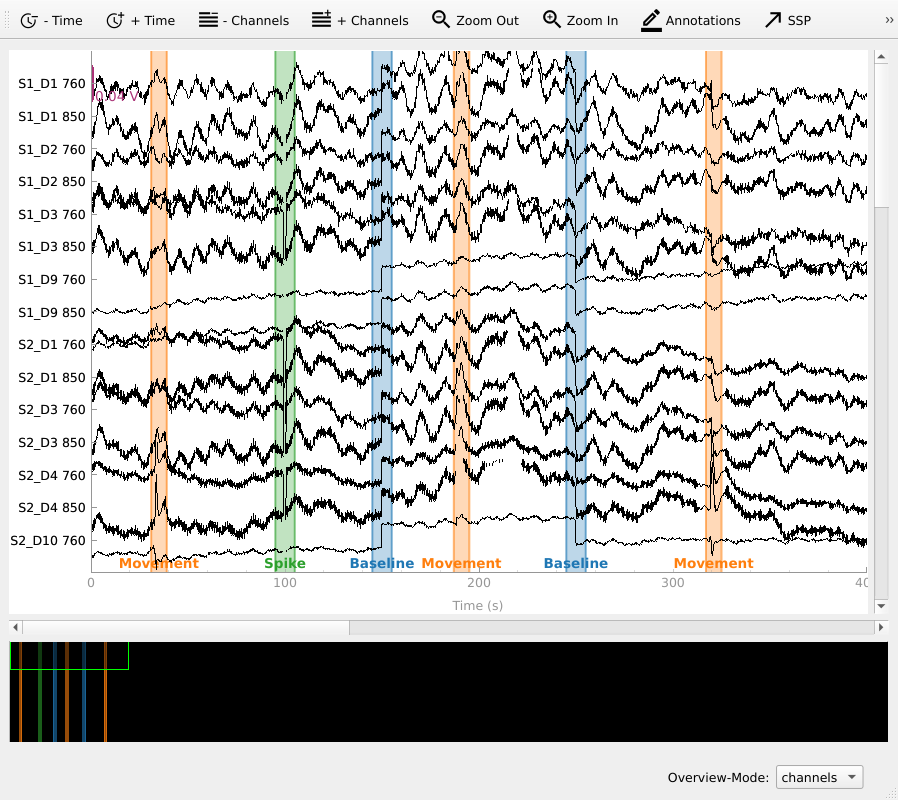 - Time + Time - Channels + Channels Zoom Out Zoom In Annotations SSP »
S1_D1 760
0.04 V
S1_D1 850
S1_D2 760
S1_D2 850
S1_D3 760
S1_D3 850
S1_D9 760
S1_D9 850
S2_D1 760
S2_D1 850
S2_D3 760
S2_D3 850
S2_D4 760
S2_D4 850
S2_D10 760
Movement Spike Baseline Movement Baseline Movement
0 100 200 300 40
Time (s)
Overview-Mode: channels